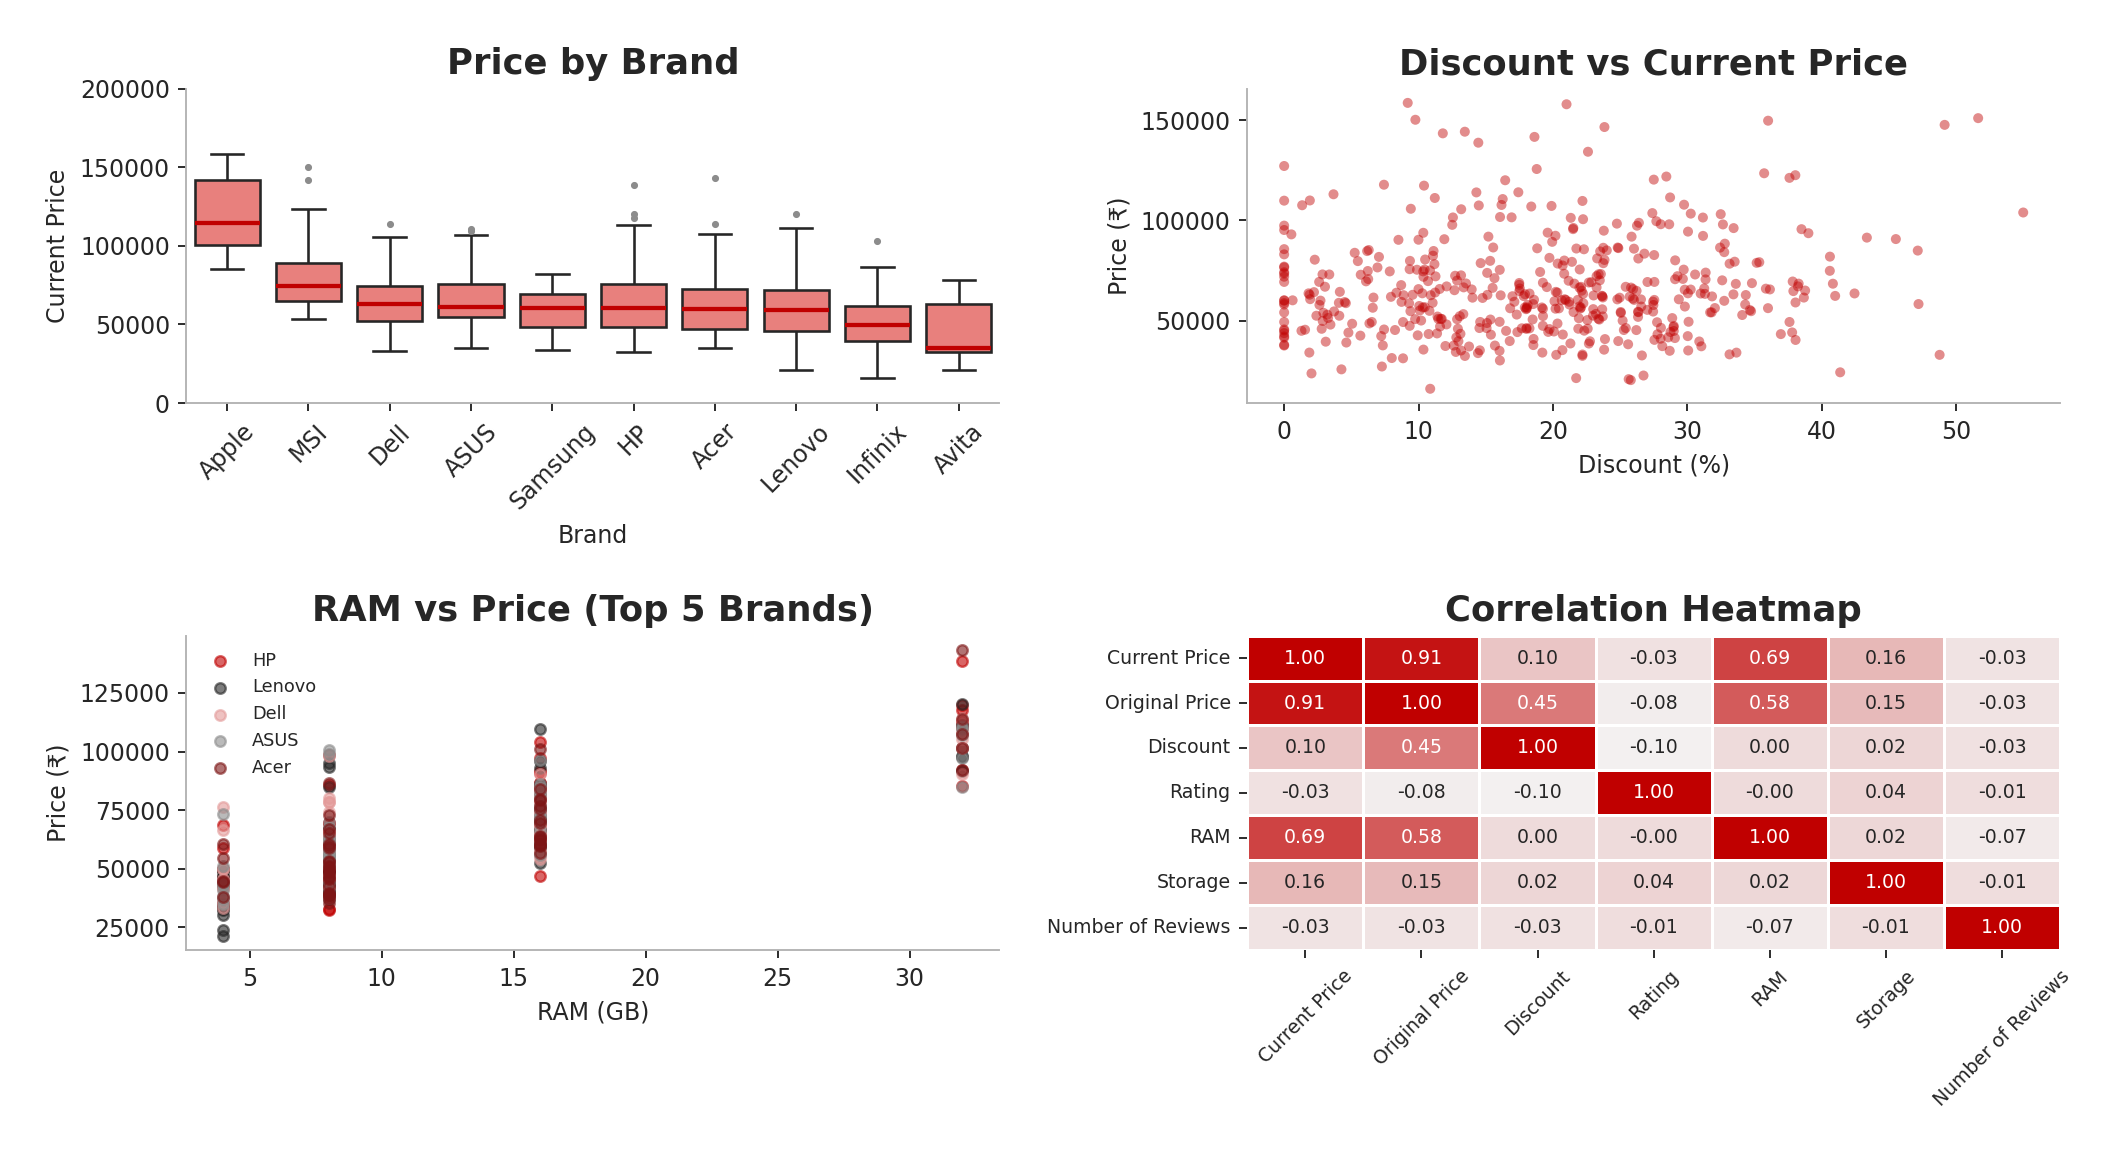 Price by Brand
Current Price
200000
150000
100000
50000
0
Apple
MSI
Dell
ASUS
Samsung
HP
Acer
Lenovo
Infinix
Avita
Brand
Discount vs Current Price
Price (₹)
150000
100000
50000
0 10 20 30 40 50
Discount (%)
RAM vs Price (Top 5 Brands)
Price (₹)
125000
100000
75000
50000
25000
HP
Lenovo
Dell
ASUS
Acer
5 10 15 20 25 30
RAM (GB)
Correlation Heatmap
Current Price 1.00 0.91 0.10 -0.03 0.69 0.16 -0.03
Original Price 0.91 1.00 0.45 -0.08 0.58 0.15 -0.03
Discount 0.10 0.45 1.00 -0.10 0.00 0.02 -0.03
Rating -0.03 -0.08 -0.10 1.00 -0.00 0.04 -0.01
RAM 0.69 0.58 0.00 -0.00 1.00 0.02 -0.07
Storage 0.16 0.15 0.02 0.04 0.02 1.00 -0.01
Number of Reviews -0.03 -0.03 -0.03 -0.01 -0.07 -0.01 1.00
Current Price
Original Price
Discount
Rating
RAM
Storage
Number of Reviews